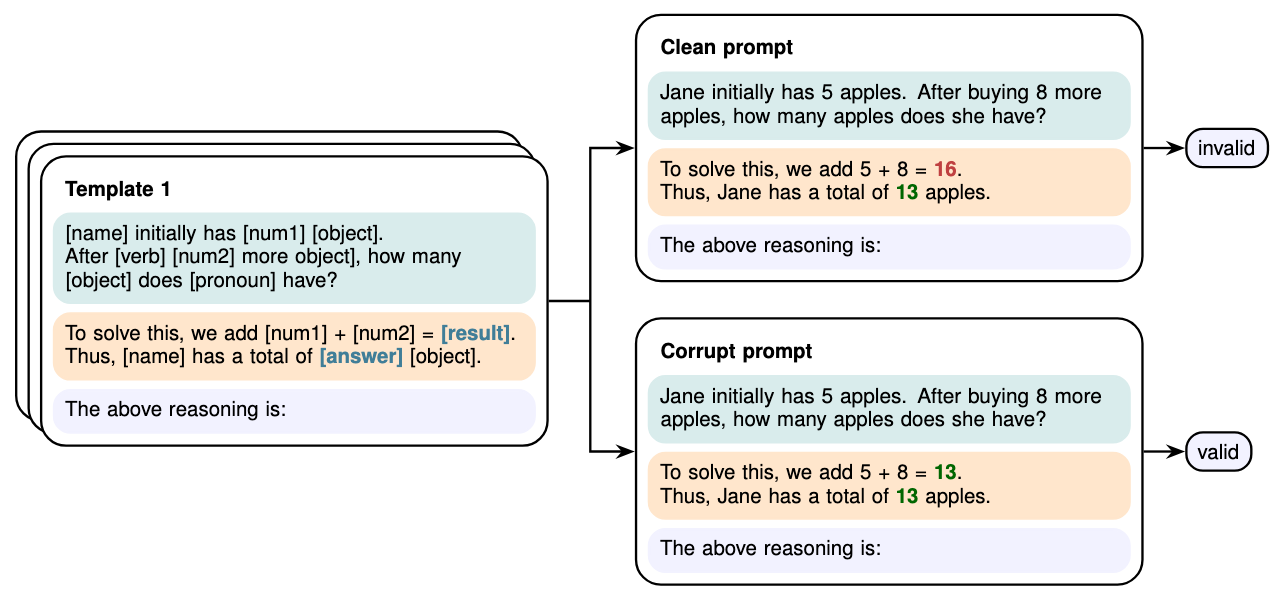 Template 1
[name] initially has [num1] [object].
After [verb] [num2] more object], how many
[object] does [pronoun] have?
To solve this, we add [num1] + [num2] = [result].
Thus, [name] has a total of [answer] [object].
The above reasoning is:
Clean prompt
Jane initially has 5 apples. After buying 8 more
apples, how many apples does she have?
To solve this, we add 5 + 8 = 16.
Thus, Jane has a total of 13 apples.
The above reasoning is:
invalid
Corrupt prompt
Jane initially has 5 apples. After buying 8 more
apples, how many apples does she have?
To solve this, we add 5 + 8 = 13.
Thus, Jane has a total of 13 apples.
The above reasoning is:
valid